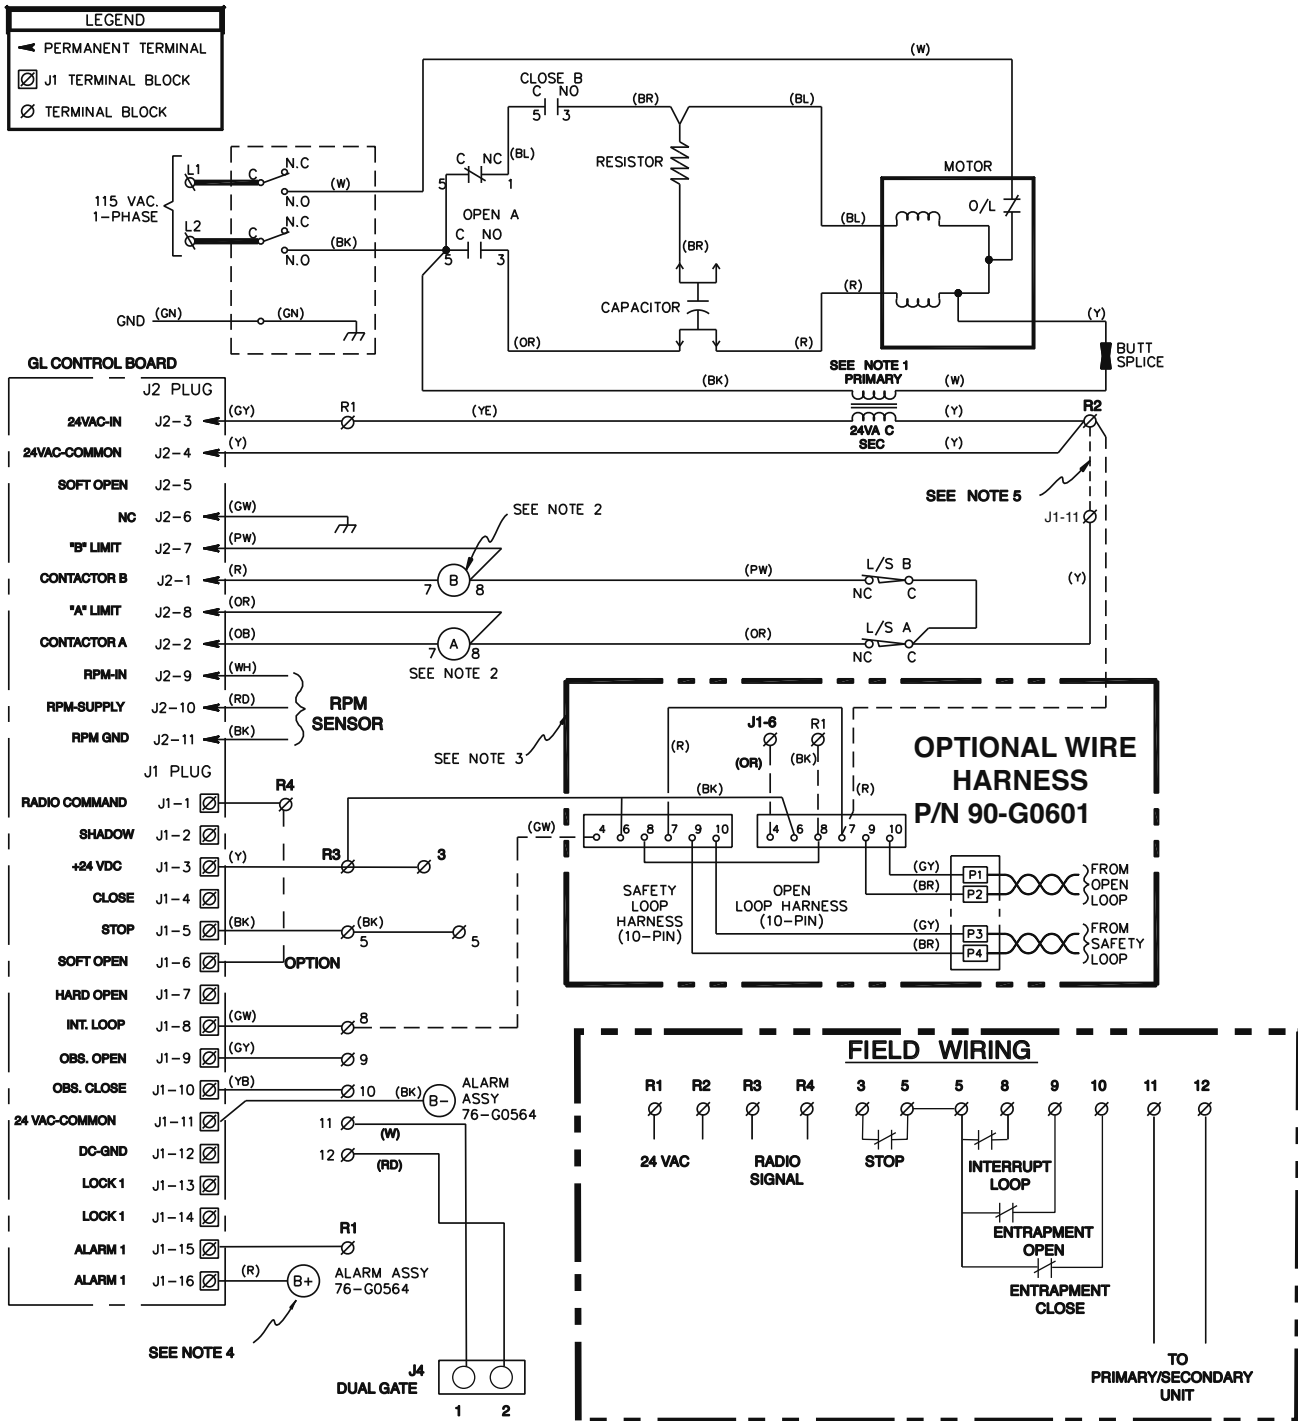 LEGEND
PERMANENT TERMINAL
J1 TERMINAL BLOCK
TERMINAL BLOCK
(W)
CLOSE B
C NO
5 3
(BR)
(BL)
RESISTOR
C NC
(BL)
5 1
OPEN A
C NO
5 3
MOTOR
O/L
(BL)
(BR)
(R)
CAPACITOR
(OR)
(R)
(Y)
BUTT
SPLICE
L1
C
N.C
N.O
(W)
115 VAC.
1-PHASE
L2
C
N.C
N.O
(BK)
GND
(GN)
(GN)
(BK)
SEE NOTE 1
PRIMARY
(W)
24VA C
SEC
(Y)
(Y)
R2
SEE NOTE 5
J1-11
(Y)
GL CONTROL BOARD
J2 PLUG
24VAC-IN J2-3 (GY) R1 (YE)
24VAC-COMMON J2-4 (Y)
SOFT OPEN J2-5
NC J2-6 (GW)
"B" LIMIT J2-7 (PW)
SEE NOTE 2
CONTACTOR B J2-1 (R) 7 B 8 (PW) L/S B
NC C
"A" LIMIT J2-8 (OR)
CONTACTOR A J2-2 (OB) 7 A 8 (OR) L/S A
NC C
SEE NOTE 2
RPM-IN J2-9 (WH)
RPM-SUPPLY J2-10 (RD)
RPM GND J2-11 (BK)
RPM
SENSOR
SEE NOTE 3
J1 PLUG
RADIO COMMAND J1-1 R4
SHADOW J1-2
+24 VDC J1-3 (Y) R3 3
CLOSE J1-4
STOP J1-5 (BK) 5 (BK) 5
SOFT OPEN J1-6 OPTION
HARD OPEN J1-7
INT. LOOP J1-8 (GW) 8
OBS. OPEN J1-9 (GY) 9
OBS. CLOSE J1-10 (YB) 10
24 VAC-COMMON J1-11 (BK) B-
ALARM
ASSY
76-G0564
DC-GND J1-12
LOCK 1 J1-13
LOCK 1 J1-14
ALARM 1 J1-15 R1
ALARM 1 J1-16 (R) B+
ALARM ASSY
76-G0564
11 (W)
12 (RD)
SEE NOTE 4
J4
DUAL GATE
1 2
OPTIONAL WIRE
HARNESS
P/N 90-G0601
J1-6 R1
(R)
(OR)
(BK)
(BK)
(R)
(GW)
4 6 8 7 9 10
4 6 8 7 9 10
SAFETY
LOOP
HARNESS
(10-PIN)
OPEN
LOOP HARNESS
(10-PIN)
(GY) P1
(BR) P2
FROM
OPEN
LOOP
(GY) P3
(BR) P4
FROM
SAFETY
LOOP
FIELD WIRING
R1 R2 R3 R4 3 5 5 8 9 10 11 12
24 VAC
RADIO
SIGNAL
STOP
INTERRUPT
LOOP
ENTRAPMENT
OPEN
ENTRAPMENT
CLOSE
TO
PRIMARY/SECONDARY
UNIT